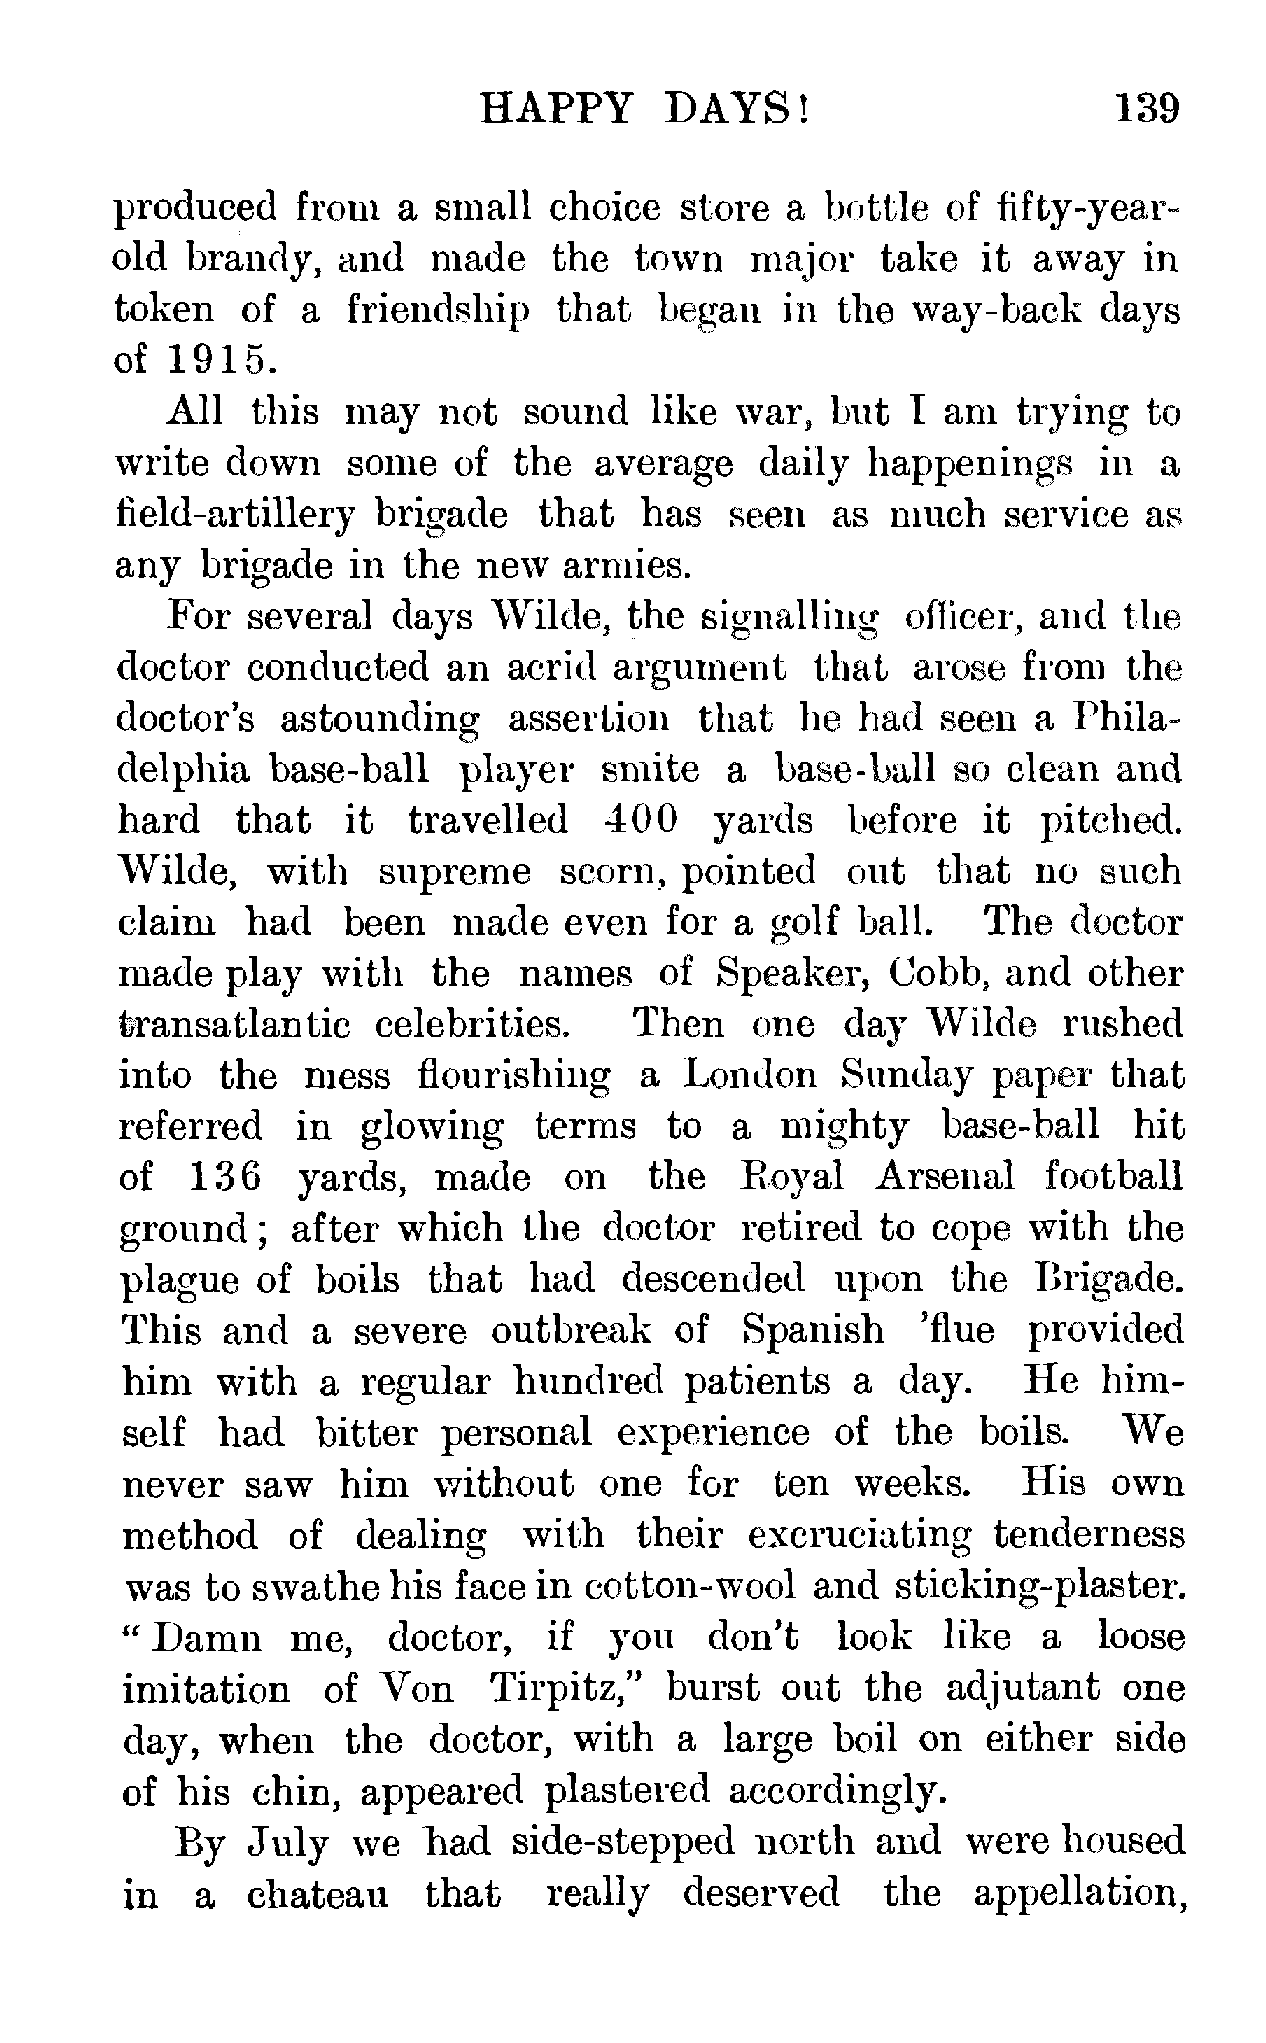 HAPPY DAYS! 139
produced from a small choice store a bottle of fifty-year-
old brandy, and made the town major take it away in
token of a friendship that began in the way-back days
of 1915.
All this may not sound like war, but I am trying to
write down some of the average daily happenings in a
field-artillery brigade that has seen as much service as
any brigade in the new armies.
For several days Wilde, the signalling officer, and the
doctor conducted an acrid argument that arose from the
doctor's astounding assertion that he had seen a Phila-
delphia base-ball player smite a base-ball so clean and
hard that it travelled 400 yards before it pitched.
Wilde, with supreme scorn, pointed out that no such
claim had been made even for a golf ball. The doctor
made play with the names of Speaker, Cobb, and other
transatlantic celebrities. Then one day Wilde rushed
into the mess flourishing a London Sunday paper that
referred in glowing terms to a mighty base-ball hit
of 136 yards, made on the Royal Arsenal football
ground; after which the doctor retired to cope with the
plague of boils that had descended upon the Brigade.
This and a severe outbreak of Spanish 'flue provided
him with a regular hundred patients a day. He him-
self had bitter personal experience of the boils. We
never saw him without one for ten weeks. His own
method of dealing with their excruciating tenderness
was to swathe his face in cotton-wool and sticking-plaster.
"Damn me, doctor, if you don't look like a loose
imitation of Von Tirpitz," burst out the adjutant one
day, when the doctor, with a large boil on either side
of his chin, appeared plastered accordingly.
By July we had side-stepped north and were housed
in a chateau that really deserved the appellation,